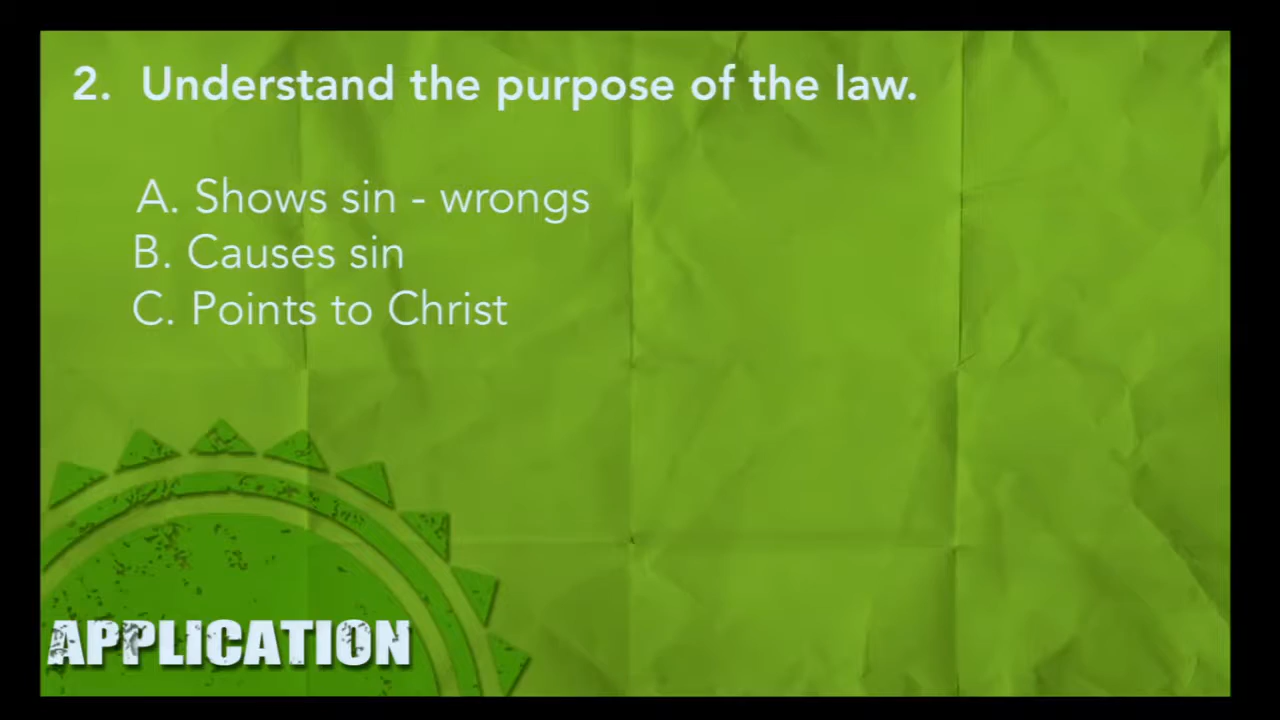 2. Understand the purpose of the law.
A. Shows sin - wrongs
B. Causes sin
C. Points to Christ
APPLICATION